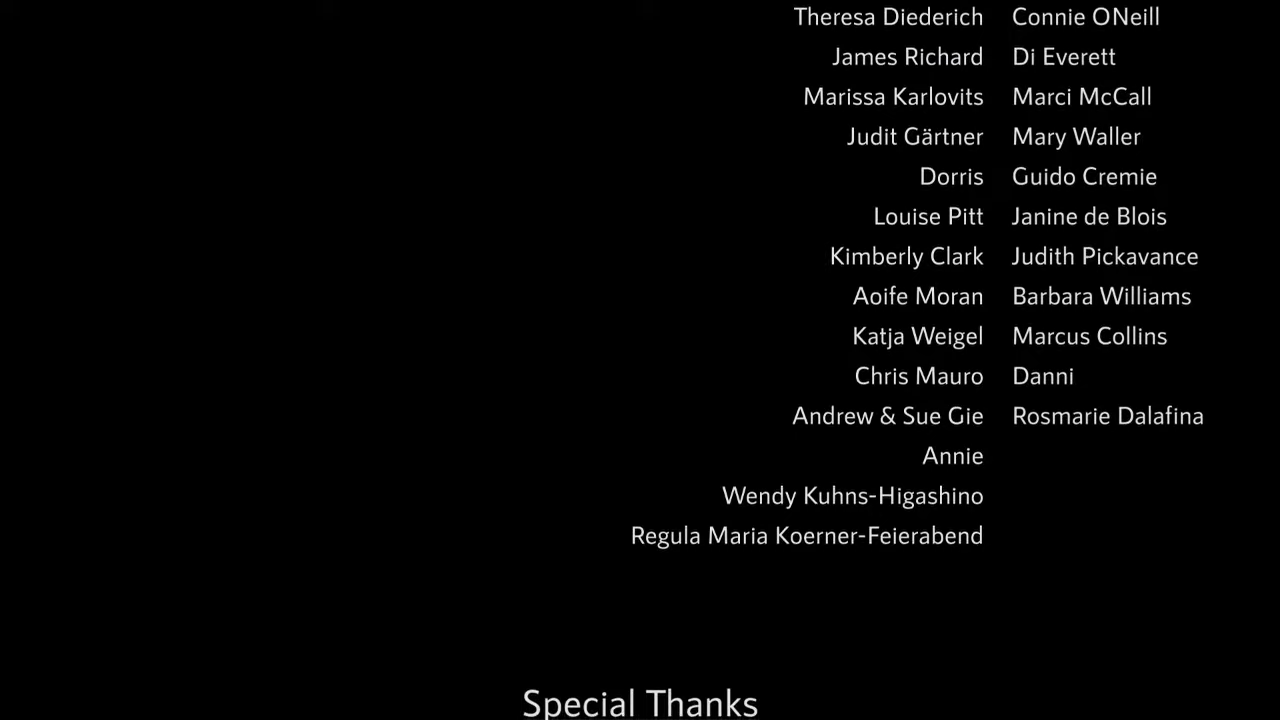 Theresa Diederich Connie ONeill
James Richard Di Everett
Marissa Karlovits Marci McCall
Judit Gärtner Mary Waller
Dorris Guido Cremie
Louise Pitt Janine de Blois
Kimberly Clark Judith Pickavance
Aoife Moran Barbara Williams
Katja Weigel Marcus Collins
Chris Mauro Danni
Andrew & Sue Gie Rosmarie Dalafina
Annie
Wendy Kuhns-Higashino
Regula Maria Koerner-Feierabend
Special Thanks